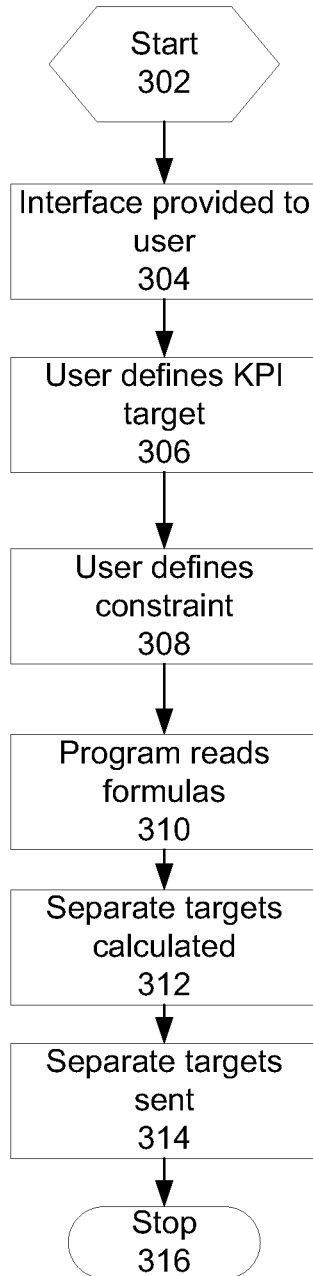 Start
302
Interface provided to
user
304
User defines KPI
target
306
User defines
constraint
308
Program reads
formulas
310
Separate targets
calculated
312
Separate targets
sent
314
Stop
316